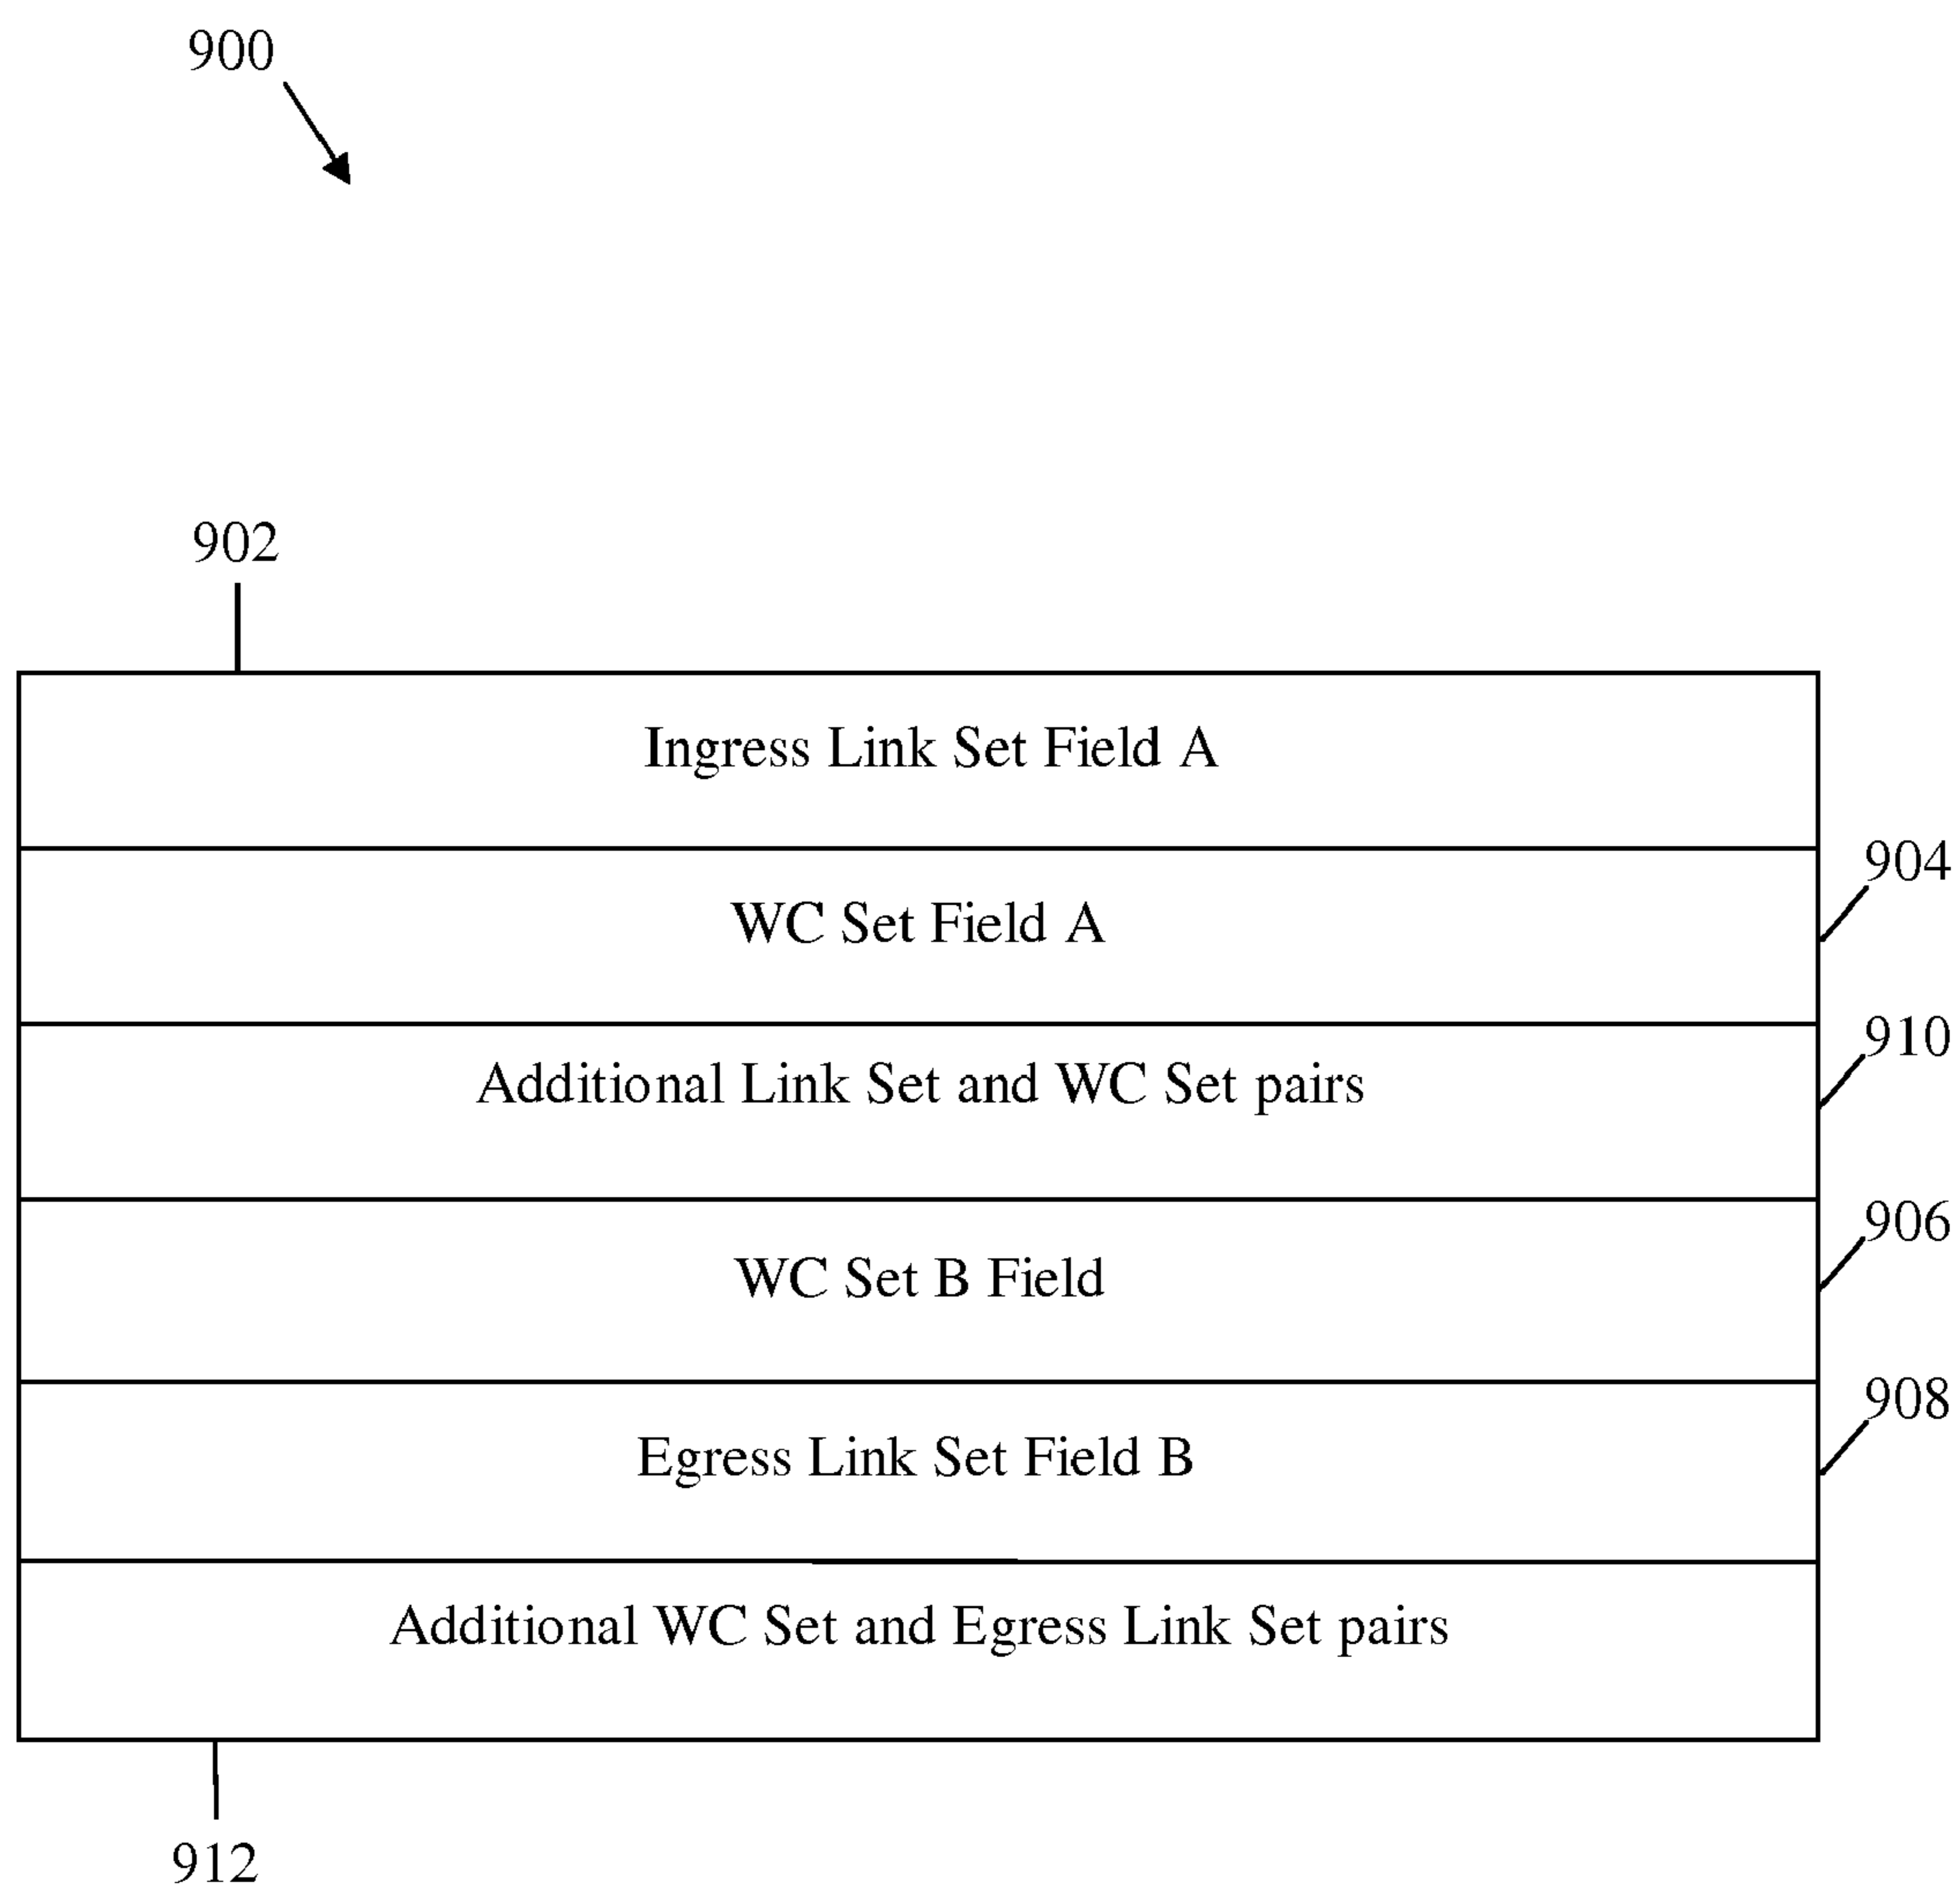 900
902
Ingress Link Set Field A
904
WC Set Field A
910
Additional Link Set and WC Set pairs
906
WC Set B Field
908
Egress Link Set Field B
Additional WC Set and Egress Link Set pairs
912